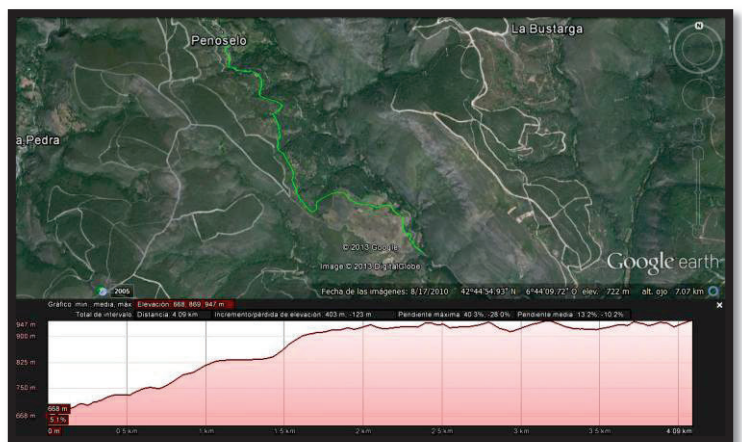 Penoselo
La Bustarga
N
a Pedra
© 2013 Google
Image © 2013 DigitalGlobe
Google earth
2005
Fecha de las imágenes: 8/17/2010 42°44'54.93" N 6°44'09.72" O elev. 722 m alt. ojo 7.07 km
Gráfico: mín., media, máx. Elevación: 668, 869, 947 m
Total de intervalo: Distancia: 4.09 km Incremento/pérdida de elevación: 403 m, -123 m Pendiente máxima: 40.3%, -28.0% Pendiente media: 13.2%, -10.2%
947 m
900 m
825 m
750 m
668 m
668 m
5.1%
0 m 0.5 km 1 km 1.5 km 2 km 2.5 km 3 km 3.5 km 4.09 km